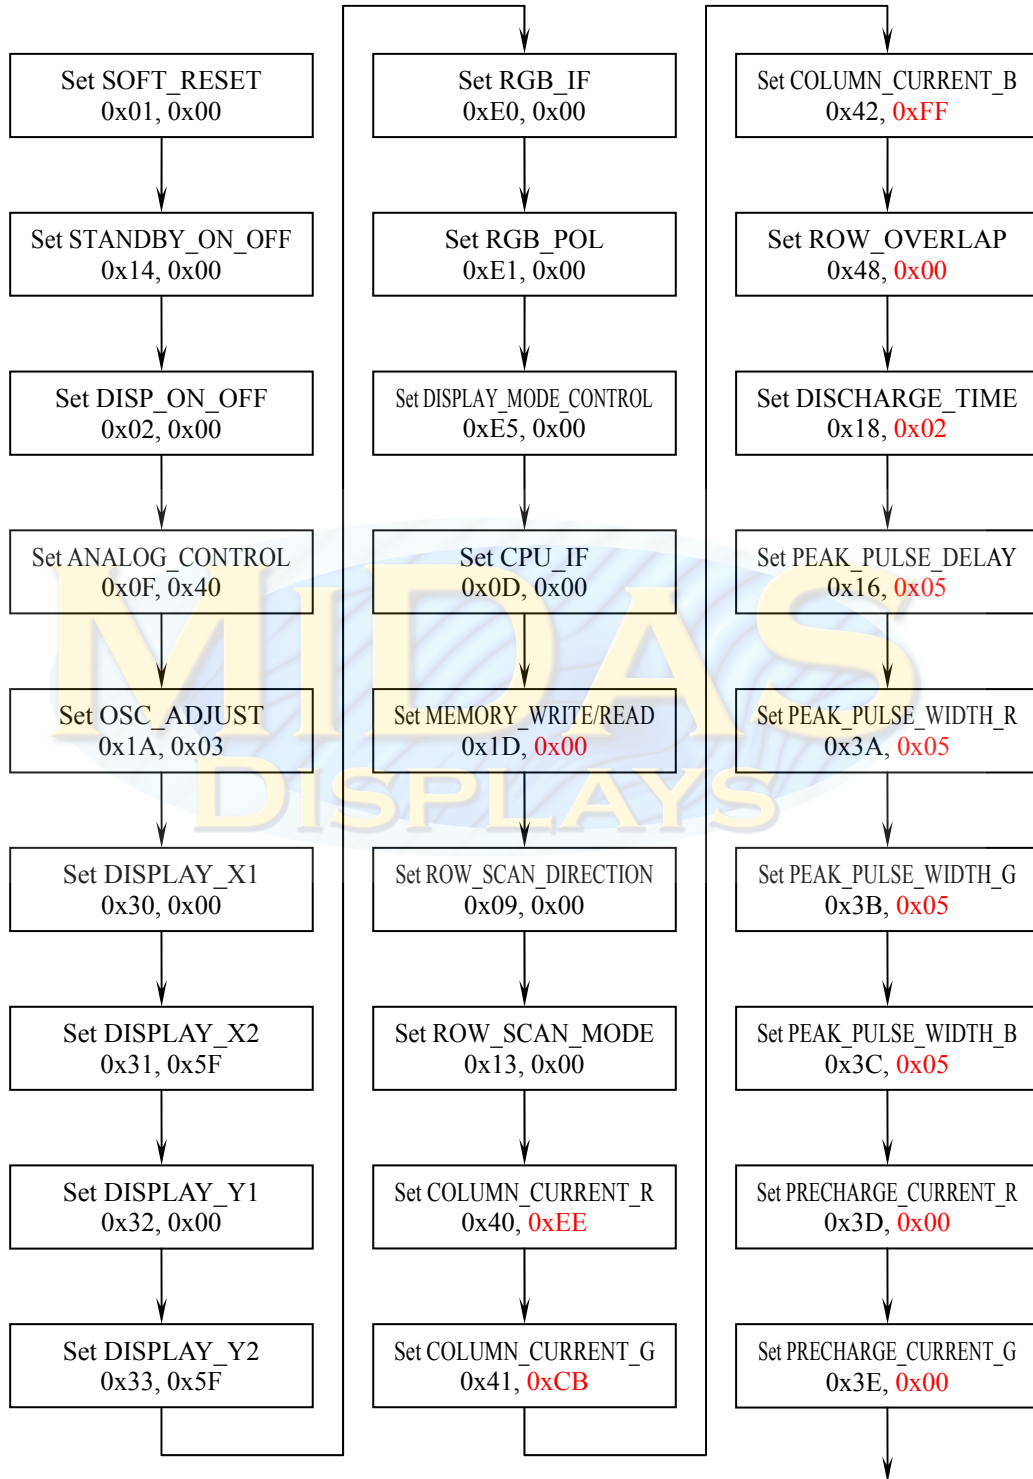 Set SOFT_RESET
0x01, 0x00
Set STANDBY_ON_OFF
0x14, 0x00
Set DISP_ON_OFF
0x02, 0x00
Set ANALOG_CONTROL
0x0F, 0x40
Set OSC_ADJUST
0x1A, 0x03
Set DISPLAY_X1
0x30, 0x00
Set DISPLAY_X2
0x31, 0x5F
Set DISPLAY_Y1
0x32, 0x00
Set DISPLAY_Y2
0x33, 0x5F
Set RGB_IF
0xE0, 0x00
Set RGB_POL
0xE1, 0x00
Set DISPLAY_MODE_CONTROL
0xE5, 0x00
Set CPU_IF
0x0D, 0x00
Set MEMORY_WRITE/READ
0x1D, 0x00
Set ROW_SCAN_DIRECTION
0x09, 0x00
Set ROW_SCAN_MODE
0x13, 0x00
Set COLUMN_CURRENT_R
0x40, 0xEE
Set COLUMN_CURRENT_G
0x41, 0xCB
Set COLUMN_CURRENT_B
0x42, 0xFF
Set ROW_OVERLAP
0x48, 0x00
Set DISCHARGE_TIME
0x18, 0x02
Set PEAK_PULSE_DELAY
0x16, 0x05
Set PEAK_PULSE_WIDTH_R
0x3A, 0x05
Set PEAK_PULSE_WIDTH_G
0x3B, 0x05
Set PEAK_PULSE_WIDTH_B
0x3C, 0x05
Set PRECHARGE_CURRENT_R
0x3D, 0x00
Set PRECHARGE_CURRENT_G
0x3E, 0x00
MIDAS
DISPLAYS